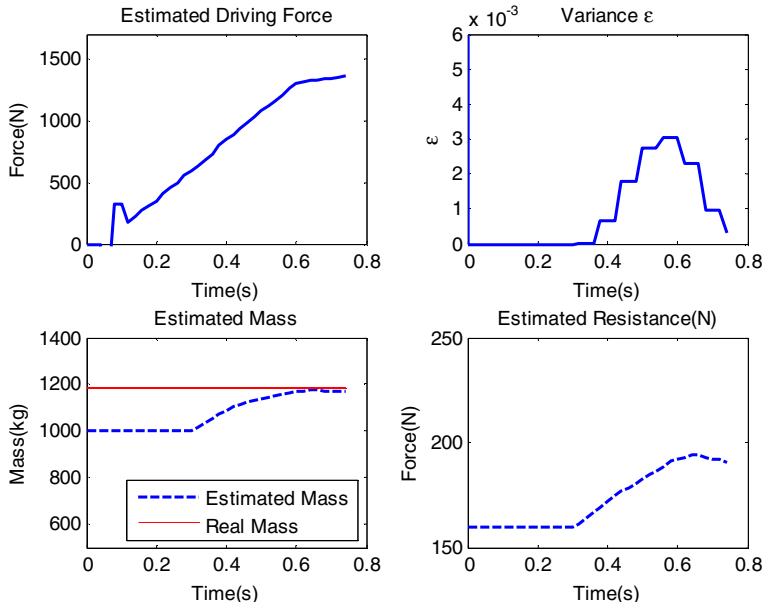 Estimated Driving Force
1500
1000
500
0
Force(N)
0 0.2 0.4 0.6 0.8
Time(s)
x 10^-3
Variance ε
6
5
4
3
2
1
0
ε
0 0.2 0.4 0.6 0.8
Time(s)
Estimated Mass
1400
1200
1000
800
600
Mass(kg)
Estimated Mass
Real Mass
0 0.2 0.4 0.6 0.8
Time(s)
Estimated Resistance(N)
250
200
150
Force(N)
0 0.2 0.4 0.6 0.8
Time(s)